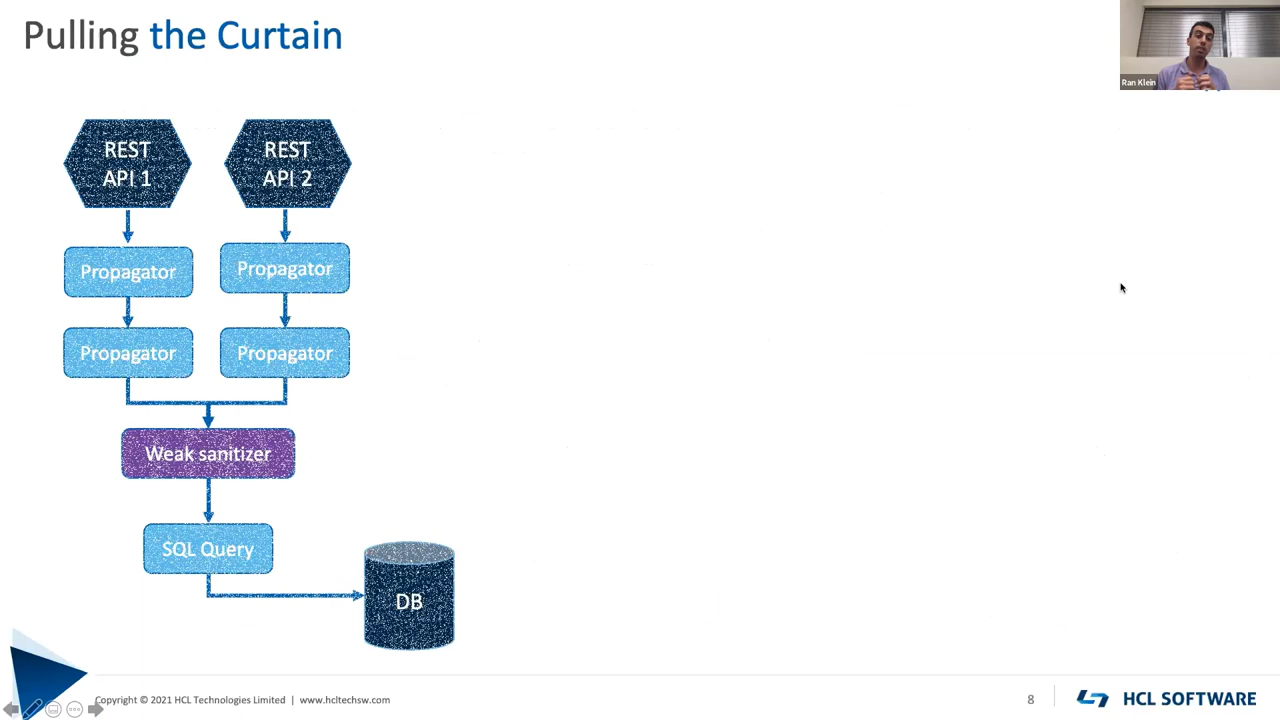 Pulling the Curtain
Ran Klein
REST
API 1
REST
API 2
Propagator
Propagator
Propagator
Propagator
Weak sanitizer
SQL Query
DB
Copyright © 2021 HCL Technologies Limited | www.hcltechsw.com
8
HCL SOFTWARE